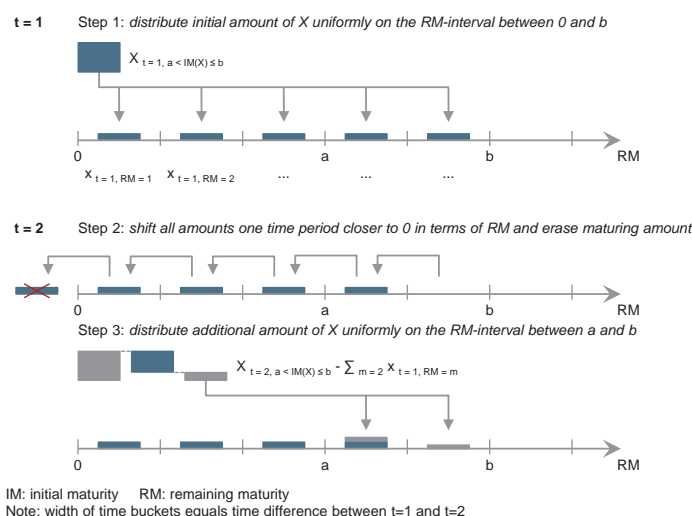 t = 1 Step 1: distribute initial amount of X uniformly on the RM-interval between 0 and b
X t = 1, a < IM(X) ≤ b
0 a b RM
x t = 1, RM = 1 x t = 1, RM = 2 ... ... ...
t = 2 Step 2: shift all amounts one time period closer to 0 in terms of RM and erase maturing amount
0 a b RM
Step 3: distribute additional amount of X uniformly on the RM-interval between a and b
X t = 2, a < IM(X) ≤ b - ∑ m = 2 x t = 1, RM = m
0 a b RM
IM: initial maturity RM: remaining maturity
Note: width of time buckets equals time difference between t=1 and t=2